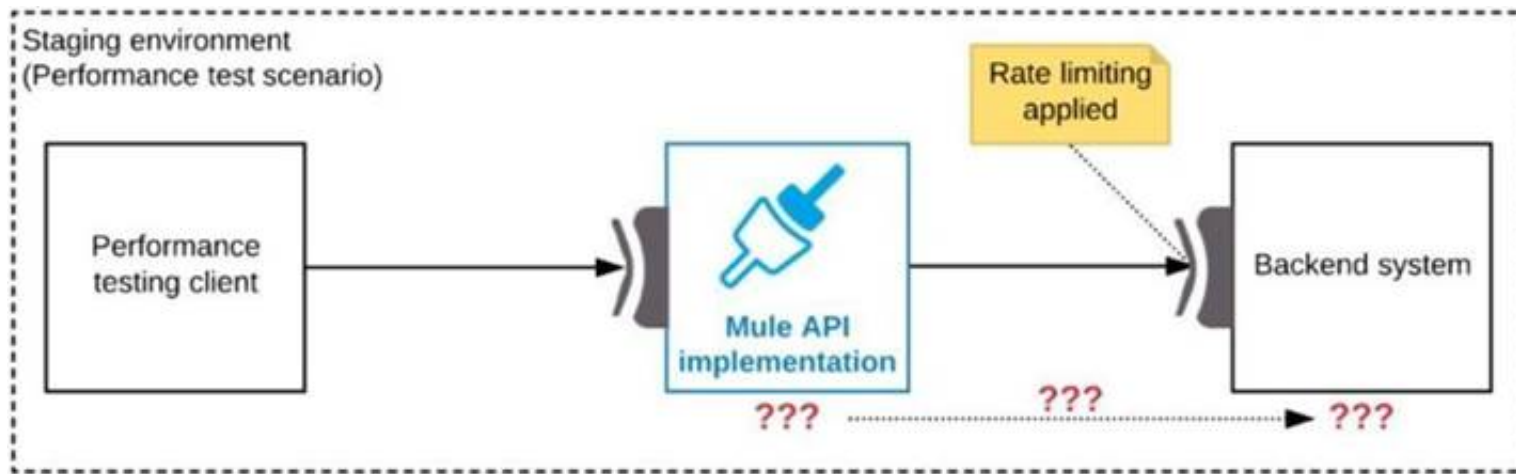 Staging environment
(Performance test scenario)
Rate limiting
applied
Performance
testing client
Mule API
implementation
Backend system
???
???
???